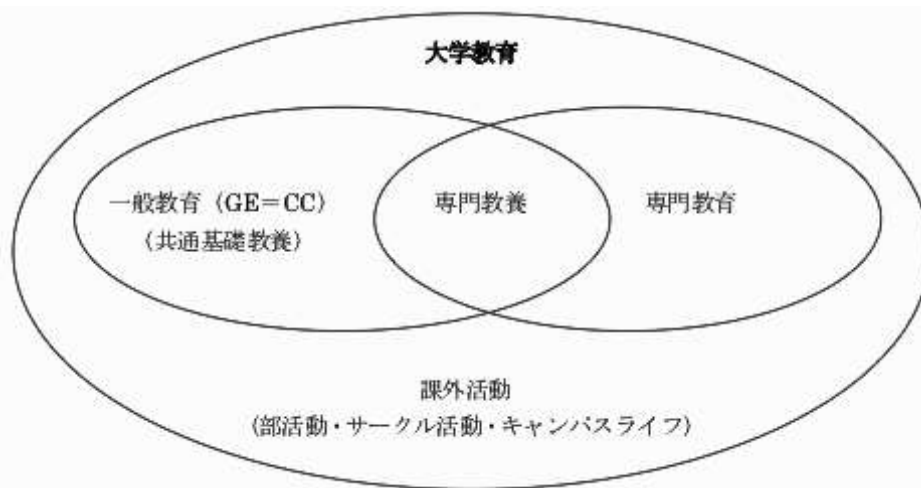 大学教育
一般教育（GE＝CC）
（共通基礎教養）
専門教養
専門教育
課外活動
（部活動・サークル活動・キャンパスライフ）